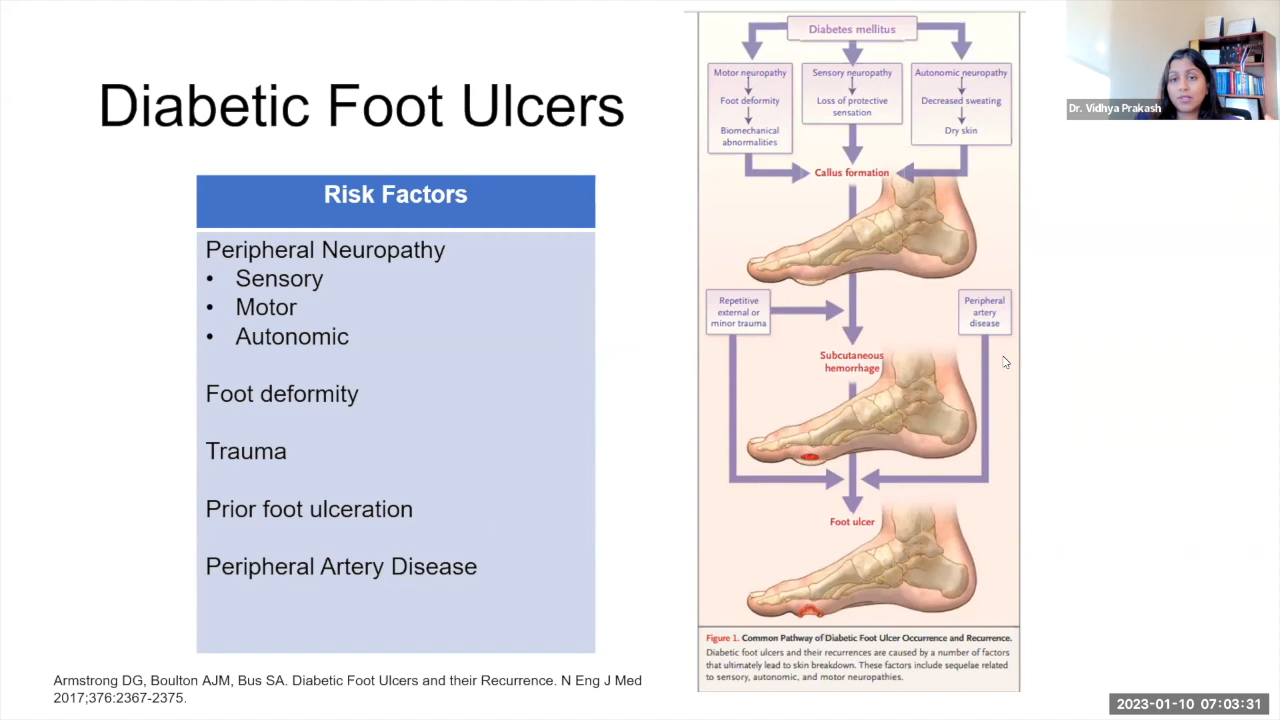 Diabetic Foot Ulcers
Risk Factors
Peripheral Neuropathy
• Sensory
• Motor
• Autonomic
Foot deformity
Trauma
Prior foot ulceration
Peripheral Artery Disease
Armstrong DG, Boulton AJM, Bus SA. Diabetic Foot Ulcers and their Recurrence. N Eng J Med
2017;376:2367-2375.
Diabetes mellitus
Motor neuropathy
Foot deformity
Biomechanical
abnormalities
Sensory neuropathy
Loss of protective
sensation
Autonomic neuropathy
Decreased sweating
Dry skin
Callus formation
Repetitive
external or
minor trauma
Peripheral
artery
disease
Subcutaneous
hemorrhage
Foot ulcer
Figure 1. Common Pathway of Diabetic Foot Ulcer Occurrence and Recurrence.
Diabetic foot ulcers and their recurrences are caused by a number of factors
that ultimately lead to skin breakdown. These factors include sequelae related
to sensory, autonomic, and motor neuropathies.
Dr. Vidhya Prakash
2023-01-10 07:03:31